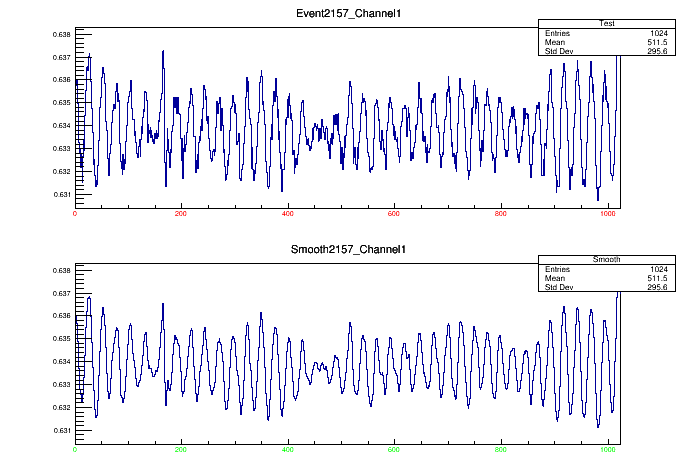 Event2157_Channel1
Test
Entries 1024
Mean 511.5
Std Dev 295.6
0.638
0.637
0.636
0.635
0.634
0.633
0.632
0.631
0 200 400 600 800 1000
Smooth2157_Channel1
Smooth
Entries 1024
Mean 511.5
Std Dev 295.6
0.638
0.637
0.636
0.635
0.634
0.633
0.632
0.631
0 200 400 600 800 1000